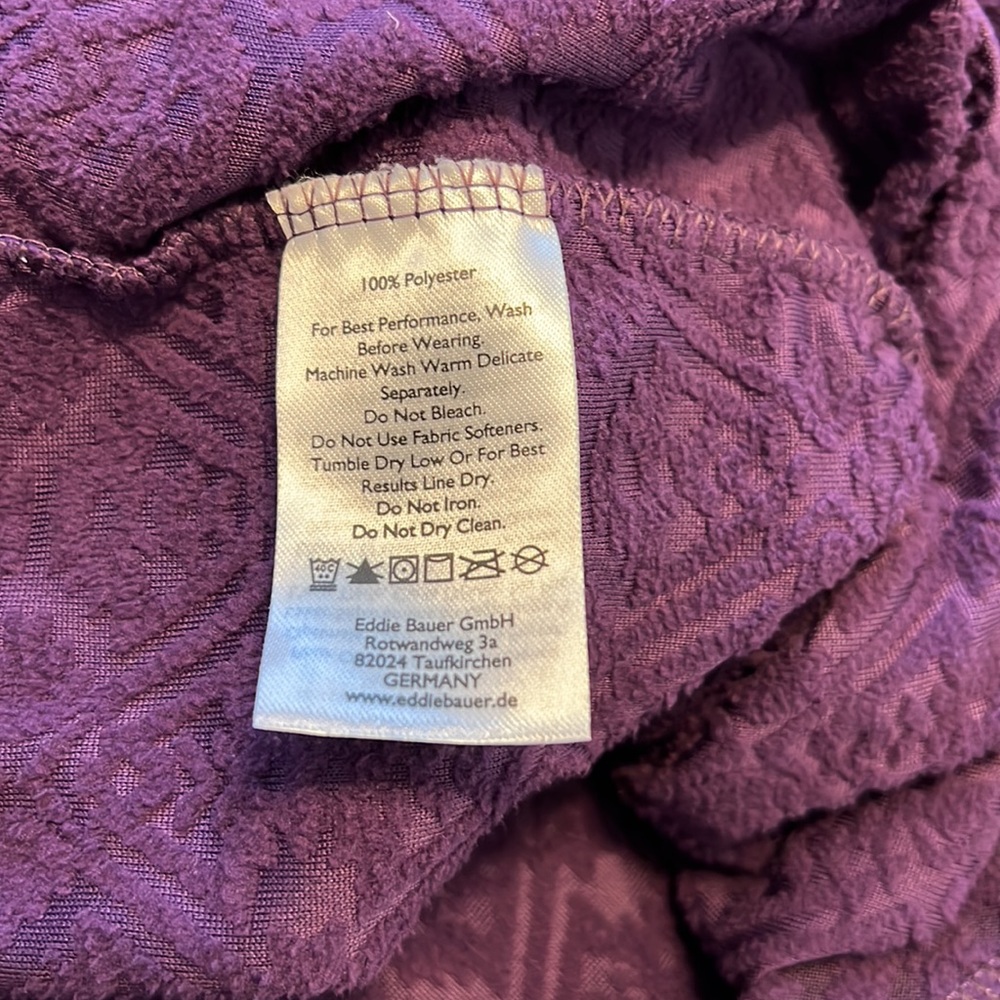 100% Polyester
For Best Performance, Wash
Before Wearing.
Machine Wash Warm Delicate
Separately.
Do Not Bleach.
Do Not Use Fabric Softeners.
Tumble Dry Low Or For Best
Results Line Dry.
Do Not Iron.
Do Not Dry Clean.
40C
Eddie Bauer GmbH
Rotwandweg 3a
82024 Taufkirchen
GERMANY
www.eddiebauer.de